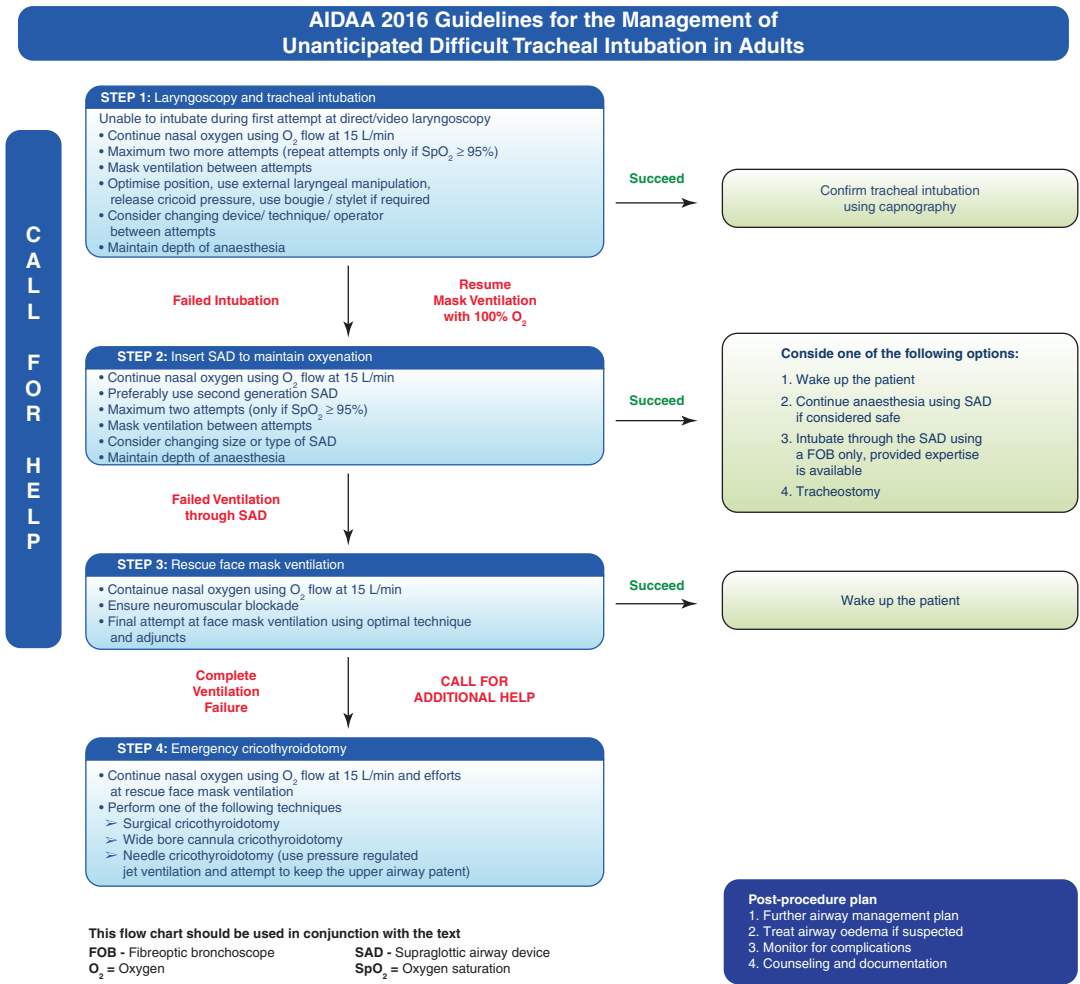 AIDAA 2016 Guidelines for the Management of
Unanticipated Difficult Tracheal Intubation in Adults
CALL FOR HELP
STEP 1: Laryngoscopy and tracheal intubation
Unable to intubate during first attempt at direct/video laryngoscopy
• Continue nasal oxygen using O₂ flow at 15 L/min
• Maximum two more attempts (repeat attempts only if SpO₂ ≥ 95%)
• Mask ventilation between attempts
• Optimise position, use external laryngeal manipulation,
release cricoid pressure, use bougie / stylet if required
• Consider changing device/ technique/ operator
between attempts
• Maintain depth of anaesthesia
Succeed
Confirm tracheal intubation
using capnography
Failed Intubation
Resume
Mask Ventilation
with 100% O₂
STEP 2: Insert SAD to maintain oxyenation
• Continue nasal oxygen using O₂ flow at 15 L/min
• Preferably use second generation SAD
• Maximum two attempts (only if SpO₂ ≥ 95%)
• Mask ventilation between attempts
• Consider changing size or type of SAD
• Maintain depth of anaesthesia
Succeed
Conside one of the following options:
1. Wake up the patient
2. Continue anaesthesia using SAD
if considered safe
3. Intubate through the SAD using
a FOB only, provided expertise
is available
4. Tracheostomy
Failed Ventilation
through SAD
STEP 3: Rescue face mask ventilation
• Containue nasal oxygen using O₂ flow at 15 L/min
• Ensure neuromuscular blockade
• Final attempt at face mask ventilation using optimal technique
and adjuncts
Succeed
Wake up the patient
Complete
Ventilation
Failure
CALL FOR
ADDITIONAL HELP
STEP 4: Emergency cricothyroidotomy
• Continue nasal oxygen using O₂ flow at 15 L/min and efforts
at rescue face mask ventilation
• Perform one of the following techniques
➢ Surgical cricothyroidotomy
➢ Wide bore cannula cricothyroidotomy
➢ Needle cricothyroidotomy (use pressure regulated
jet ventilation and attempt to keep the upper airway patent)
Post-procedure plan
1. Further airway management plan
2. Treat airway oedema if suspected
3. Monitor for complications
4. Counseling and documentation
This flow chart should be used in conjunction with the text
FOB - Fibreoptic bronchoscope
SAD - Supraglottic airway device
O₂ = Oxygen
SpO₂ = Oxygen saturation